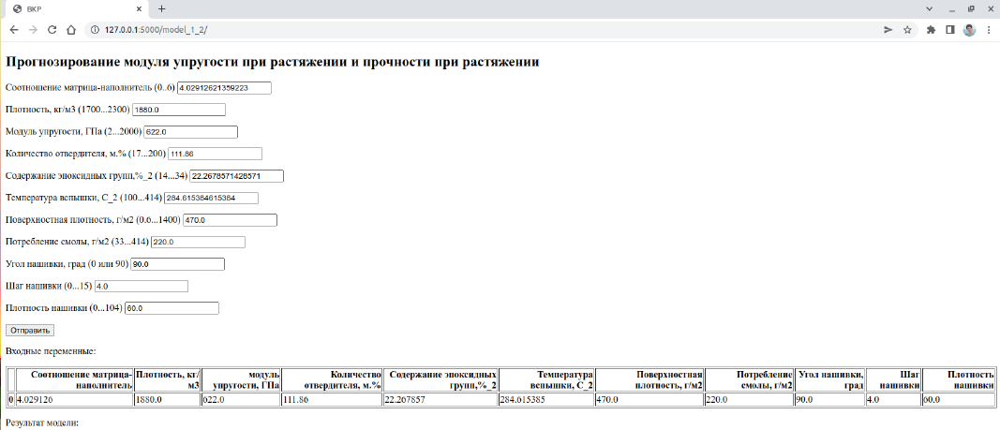 ВКР
127.0.0.1:5000/model_1_2/
Прогнозирование модуля упругости при растяжении и прочности при растяжении
Соотношение матрица-наполнитель (0..6) 4.02912621359223
Плотность, кг/м3 (1700...2300) 1880.0
Модуль упругости, ГПа (2...2000) 622.0
Количество отвердителя, м.% (17...200) 111.86
Содержание эпоксидных групп,%_2 (14...34) 22.2678571428571
Температура вспышки, С_2 (100...414) 284.615384615384
Поверхностная плотность, г/м2 (0.6...1400) 470.0
Потребление смолы, г/м2 (33...414) 220.0
Угол нашивки, град (0 или 90) 90.0
Шаг нашивки (0...15) 4.0
Плотность нашивки (0...104) 60.0
Отправить
Входные переменные:
Соотношение матрица-наполнитель Плотность, кг/м3 модуль упругости, ГПа Количество отвердителя, м.% Содержание эпоксидных групп,%_2 Температура вспышки, С_2 Поверхностная плотность, г/м2 Потребление смолы, г/м2 Угол нашивки, град Шаг нашивки Плотность нашивки
0 4.029126 1880.0 622.0 111.86 22.267857 284.615385 470.0 220.0 90.0 4.0 60.0
Результат модели: